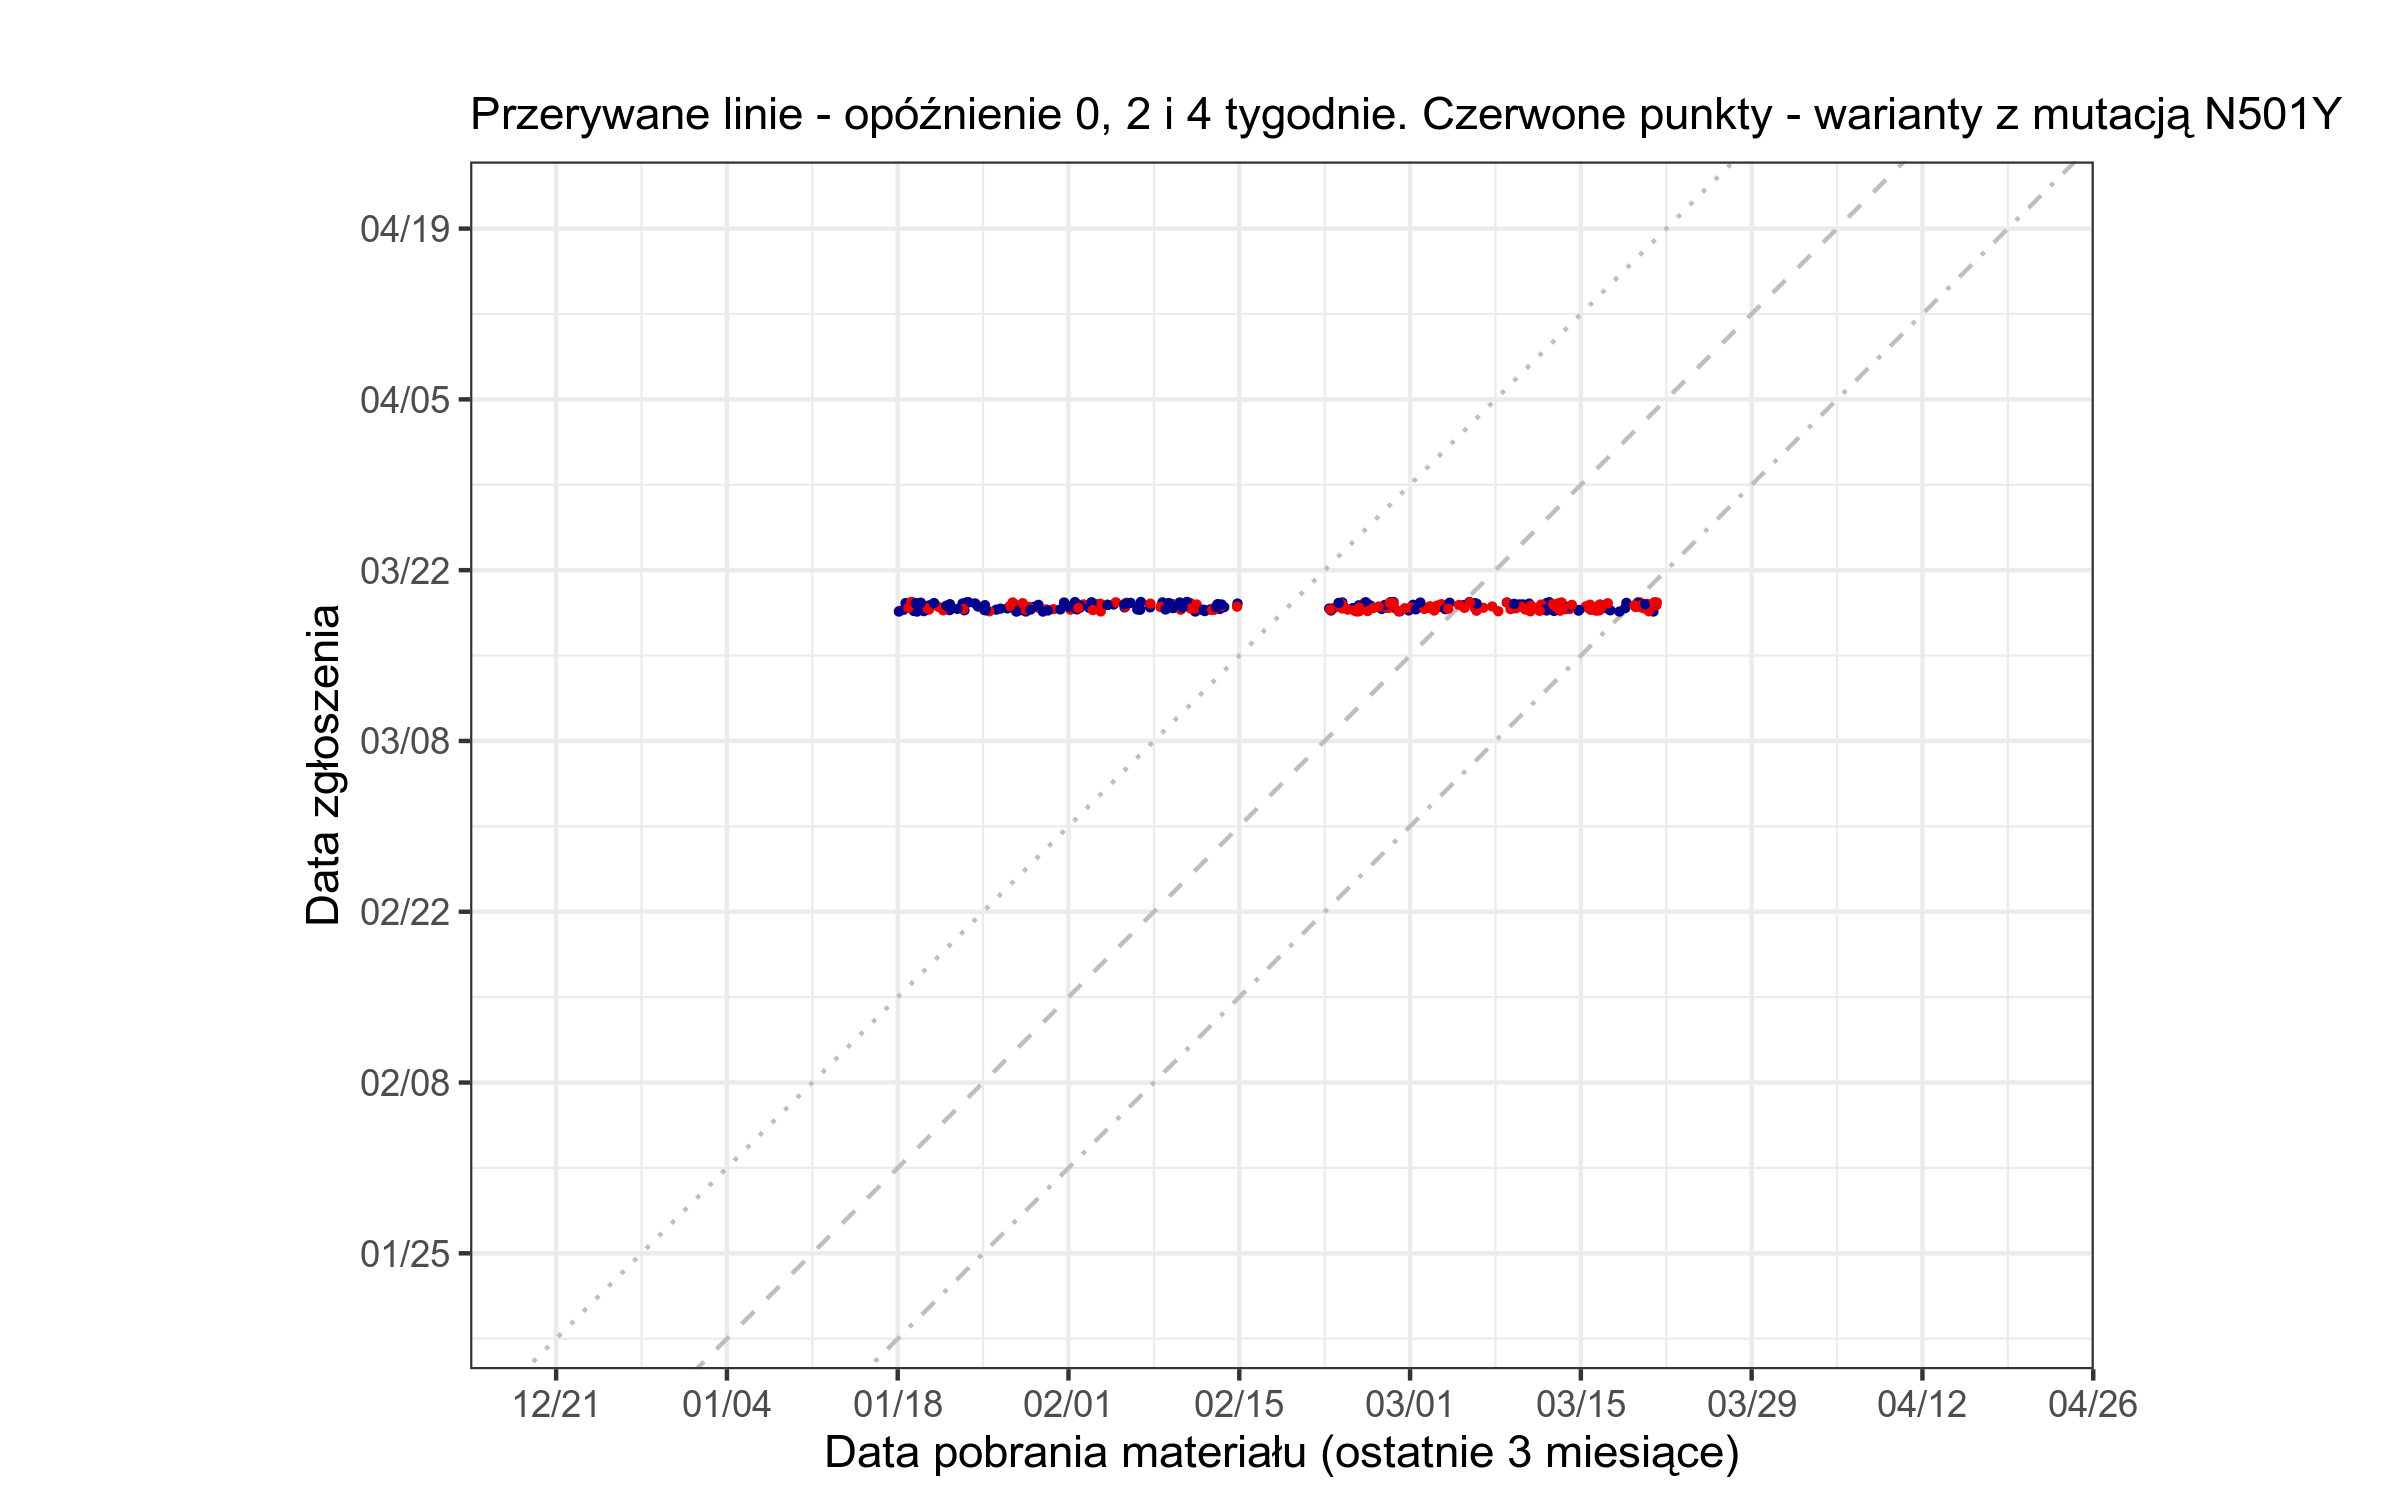 Przerywane linie - opóźnienie 0, 2 i 4 tygodnie. Czerwone punkty - warianty z mutacją N501Y
Data zgłoszenia
04/19
04/05
03/22
03/08
02/22
02/08
01/25
12/21 01/04 01/18 02/01 02/15 03/01 03/15 03/29 04/12 04/26
Data pobrania materiału (ostatnie 3 miesiące)